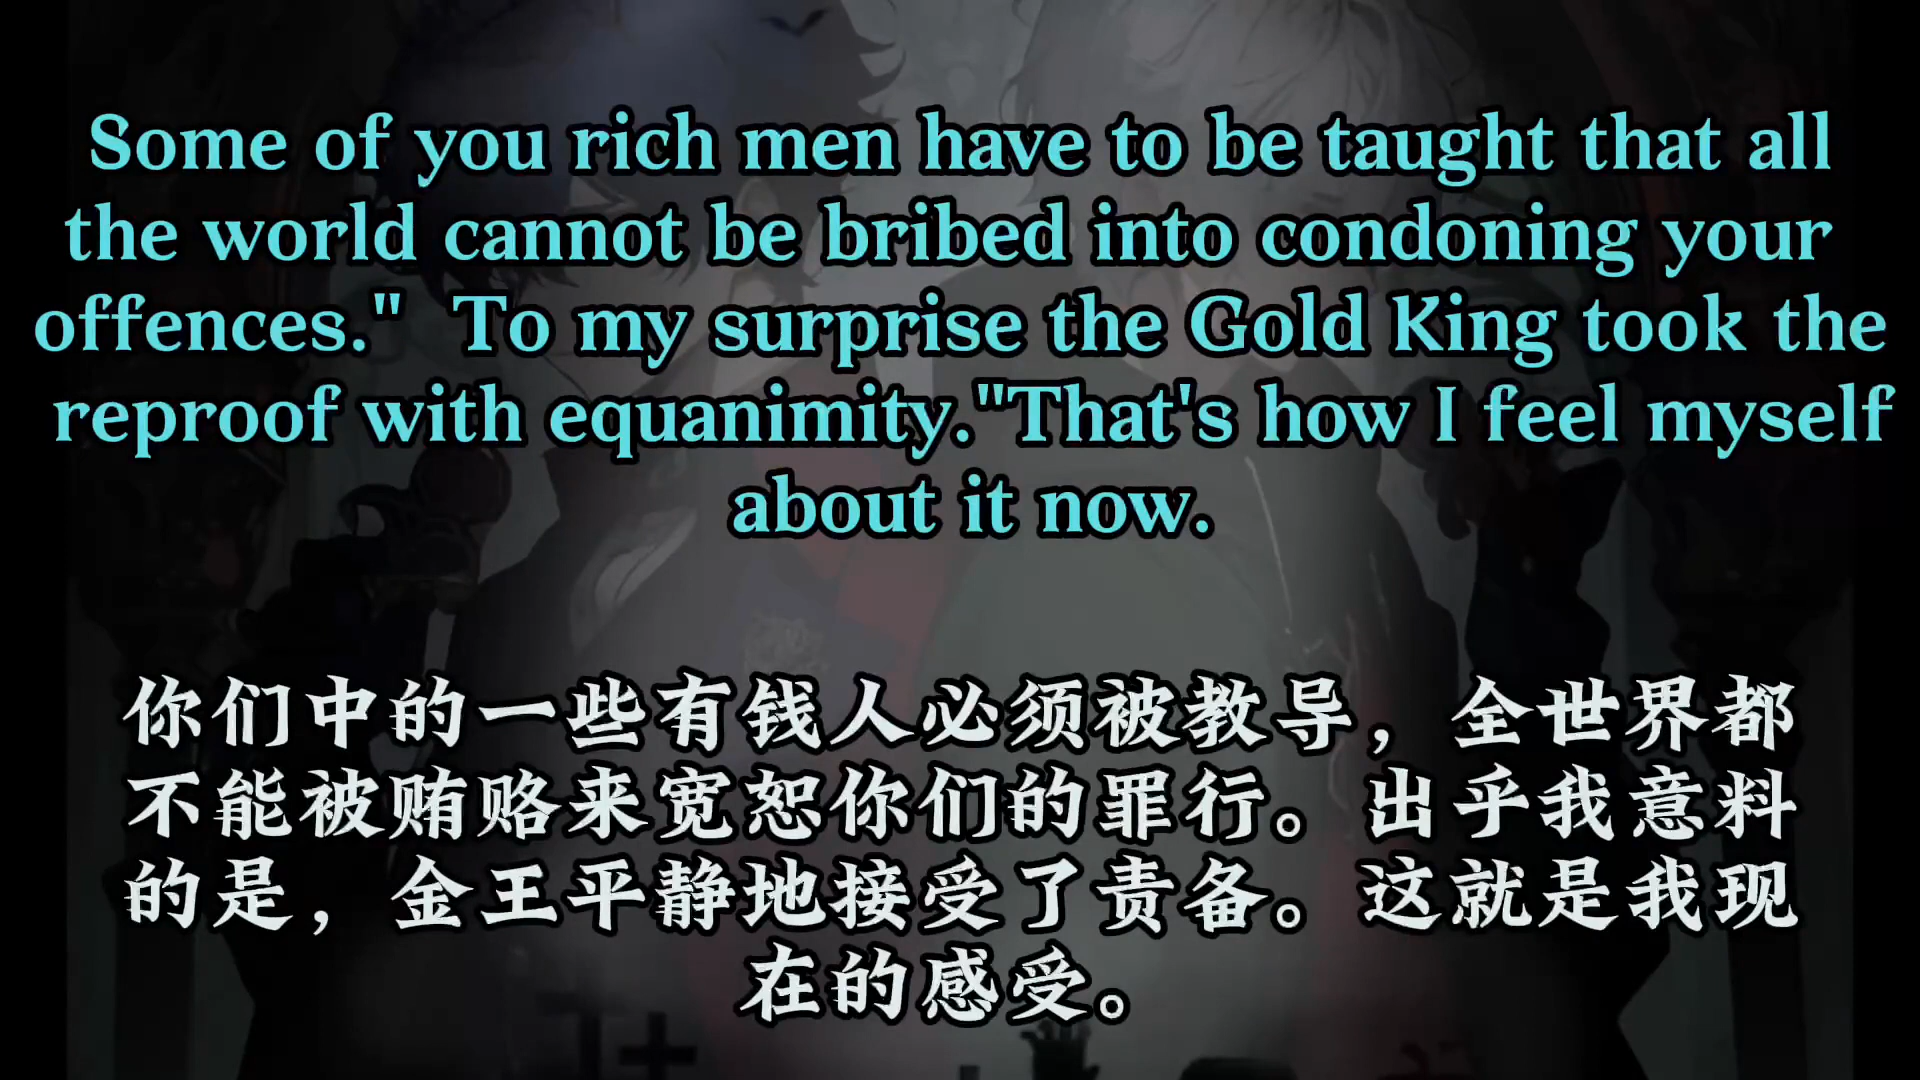 Some of you rich men have to be taught that all
the world cannot be bribed into condoning your
offences."  To my surprise the Gold King took the
reproof with equanimity."That's how I feel myself
about it now.
你们中的一些有钱人必须被教导，全世界都
不能被贿赂来宽恕你们的罪行。出乎我意料
的是，金王平静地接受了责备。这就是我现
在的感受。